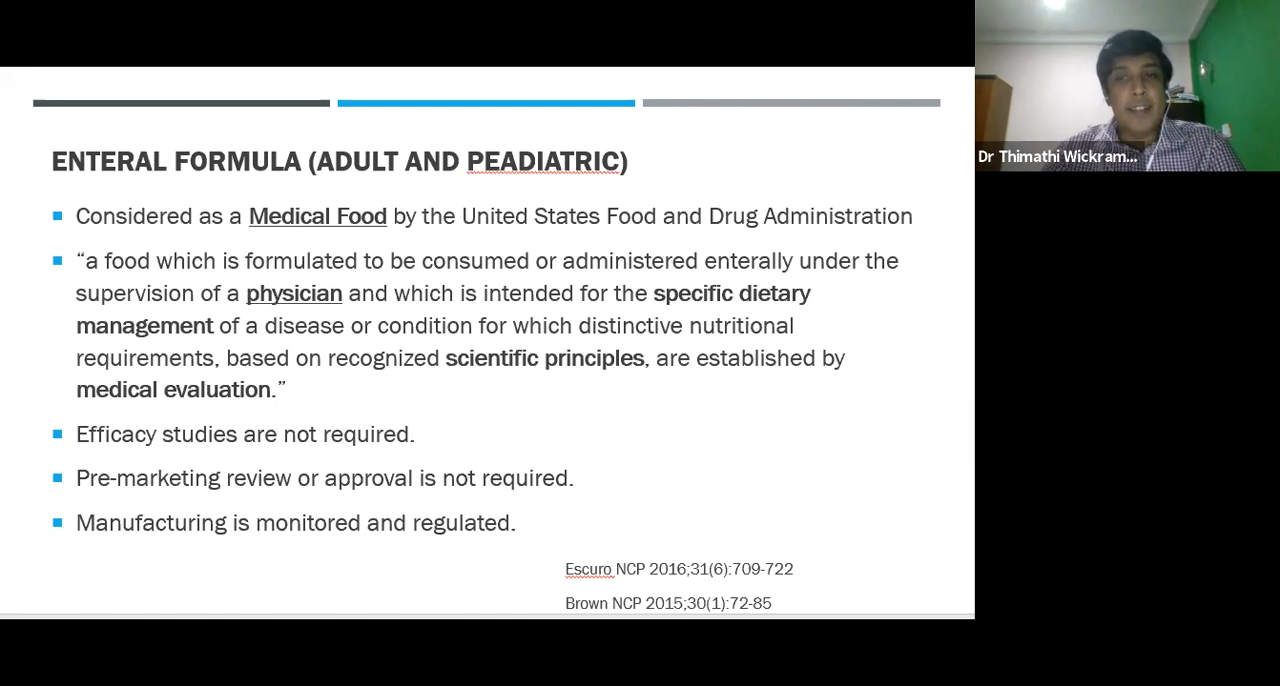 ENTERAL FORMULA (ADULT AND PEADIATRIC)
Considered as a Medical Food by the United States Food and Drug Administration
“a food which is formulated to be consumed or administered enterally under the
supervision of a physician and which is intended for the specific dietary
management of a disease or condition for which distinctive nutritional
requirements, based on recognized scientific principles, are established by
medical evaluation.”
Efficacy studies are not required.
Pre-marketing review or approval is not required.
Manufacturing is monitored and regulated.
Escuro NCP 2016;31(6):709-722
Brown NCP 2015;30(1):72-85
Dr Thimathi Wickram...